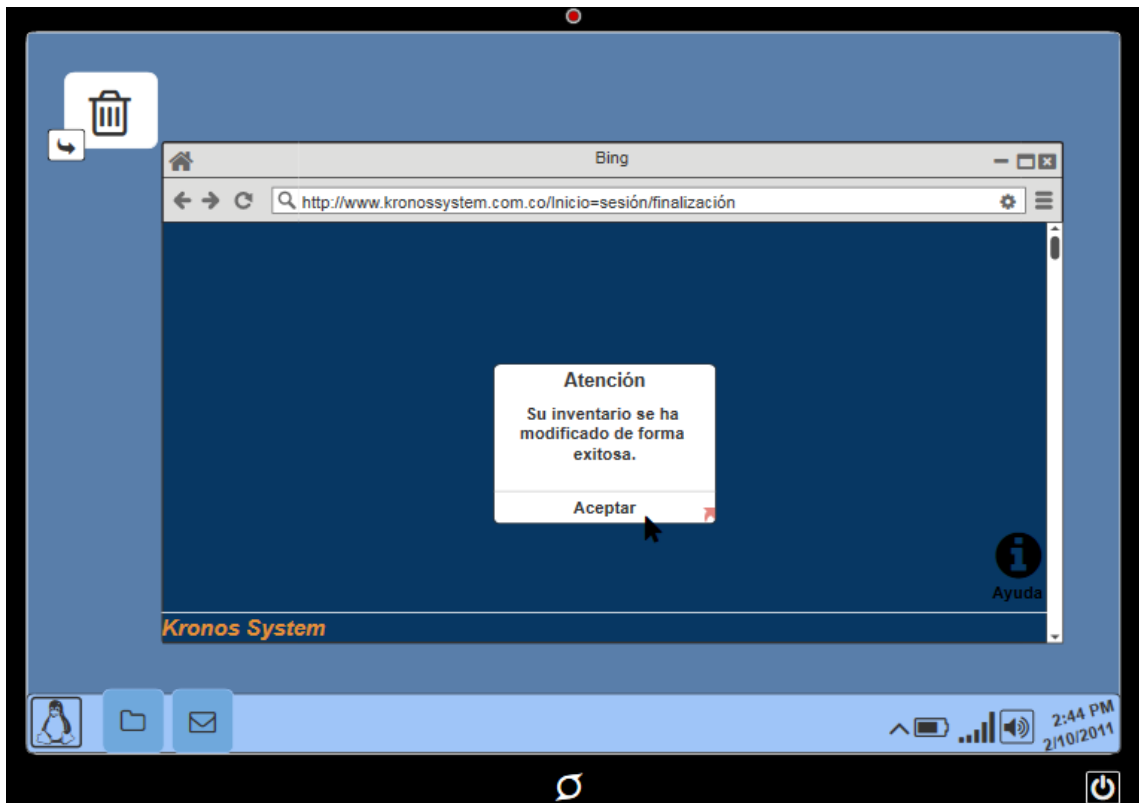 Bing
http://www.kronossystem.com.co/Inicio=sesión/finalización
Atención
Su inventario se ha
modificado de forma
exitosa.
Aceptar
Ayuda
Kronos System
2:44 PM
2/10/2011